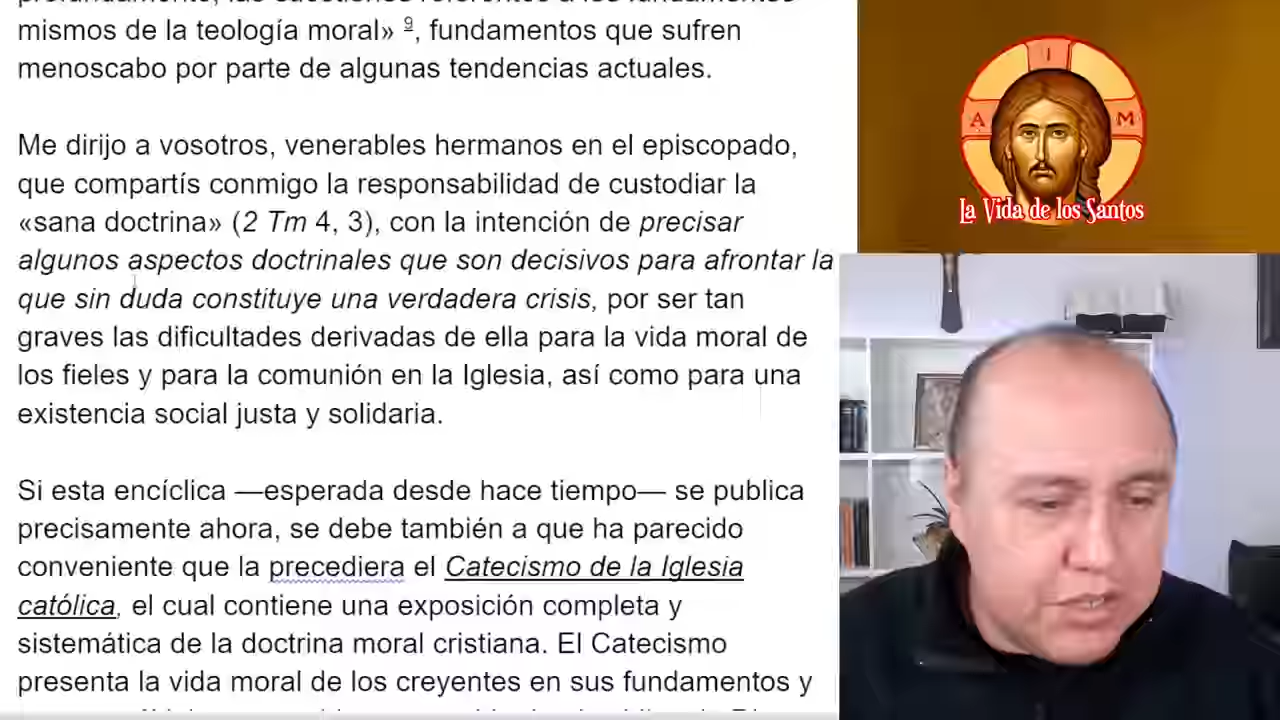 mismos de la teología moral» 9, fundamentos que sufren
menoscabo por parte de algunas tendencias actuales.
Me dirijo a vosotros, venerables hermanos en el episcopado,
que compartís conmigo la responsabilidad de custodiar la
«sana doctrina» (2 Tm 4, 3), con la intención de precisar
algunos aspectos doctrinales que son decisivos para afrontar la
que sin duda constituye una verdadera crisis, por ser tan
graves las dificultades derivadas de ella para la vida moral de
los fieles y para la comunión en la Iglesia, así como para una
existencia social justa y solidaria.
Si esta encíclica —esperada desde hace tiempo— se publica
precisamente ahora, se debe también a que ha parecido
conveniente que la precediera el Catecismo de la Iglesia
católica, el cual contiene una exposición completa y
sistemática de la doctrina moral cristiana. El Catecismo
presenta la vida moral de los creyentes en sus fundamentos y
I
A M
La Vida de los Santos